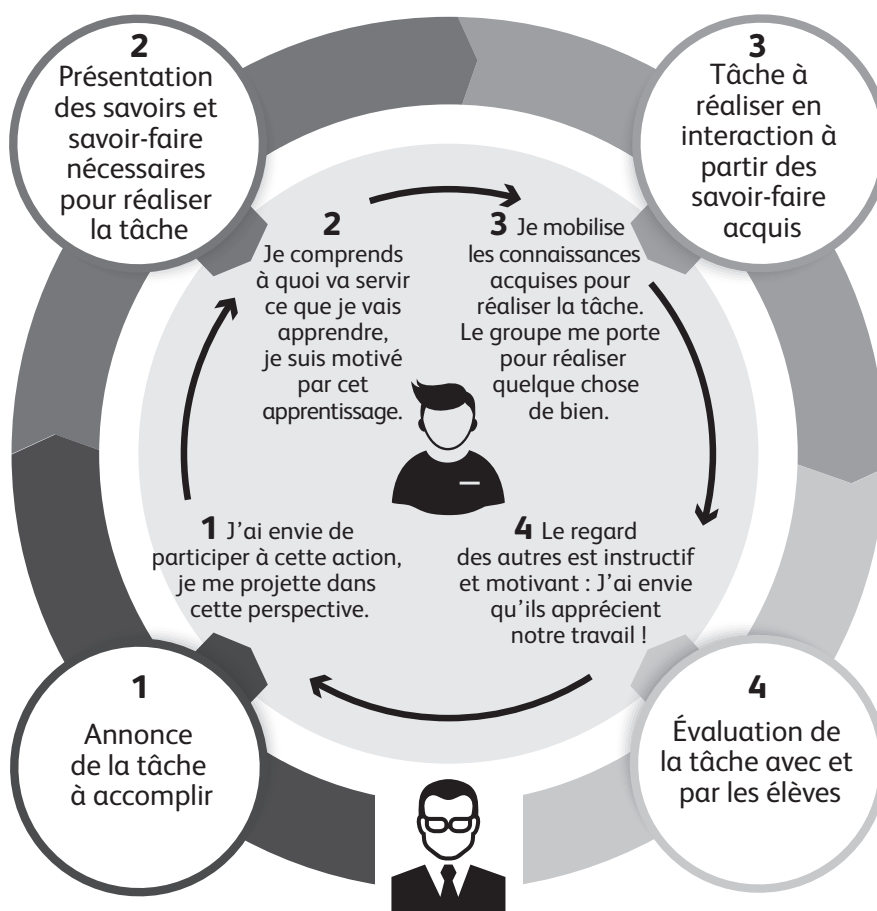 2
Présentation
des savoirs et
savoir-faire
nécessaires
pour réaliser
la tâche
3
Tâche à
réaliser en
interaction à
partir des
savoir-faire
acquis
2
Je comprends
à quoi va servir
ce que je vais
apprendre,
je suis motivé
par cet
apprentissage.
3 Je mobilise
les connaissances
acquises pour
réaliser la tâche.
Le groupe me porte
pour réaliser
quelque chose
de bien.
1 J’ai envie de
participer à cette action,
je me projette dans
cette perspective.
4 Le regard
des autres est instructif
et motivant : J’ai envie
qu’ils apprécient
notre travail !
1
Annonce
de la tâche
à accomplir
4
Évaluation de
la tâche avec et
par les élèves